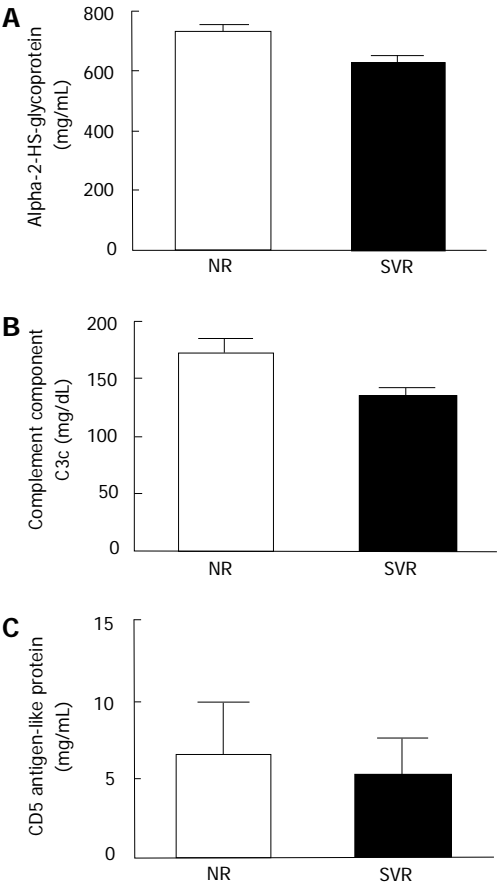 A
Alpha-2-HS-glycoprotein
(mg/mL)
800
600
400
200
0
NR
SVR
B
Complement component
C3c (mg/dL)
200
150
100
50
0
NR
SVR
C
CD5 antigen-like protein
(mg/mL)
15
10
5
0
NR
SVR